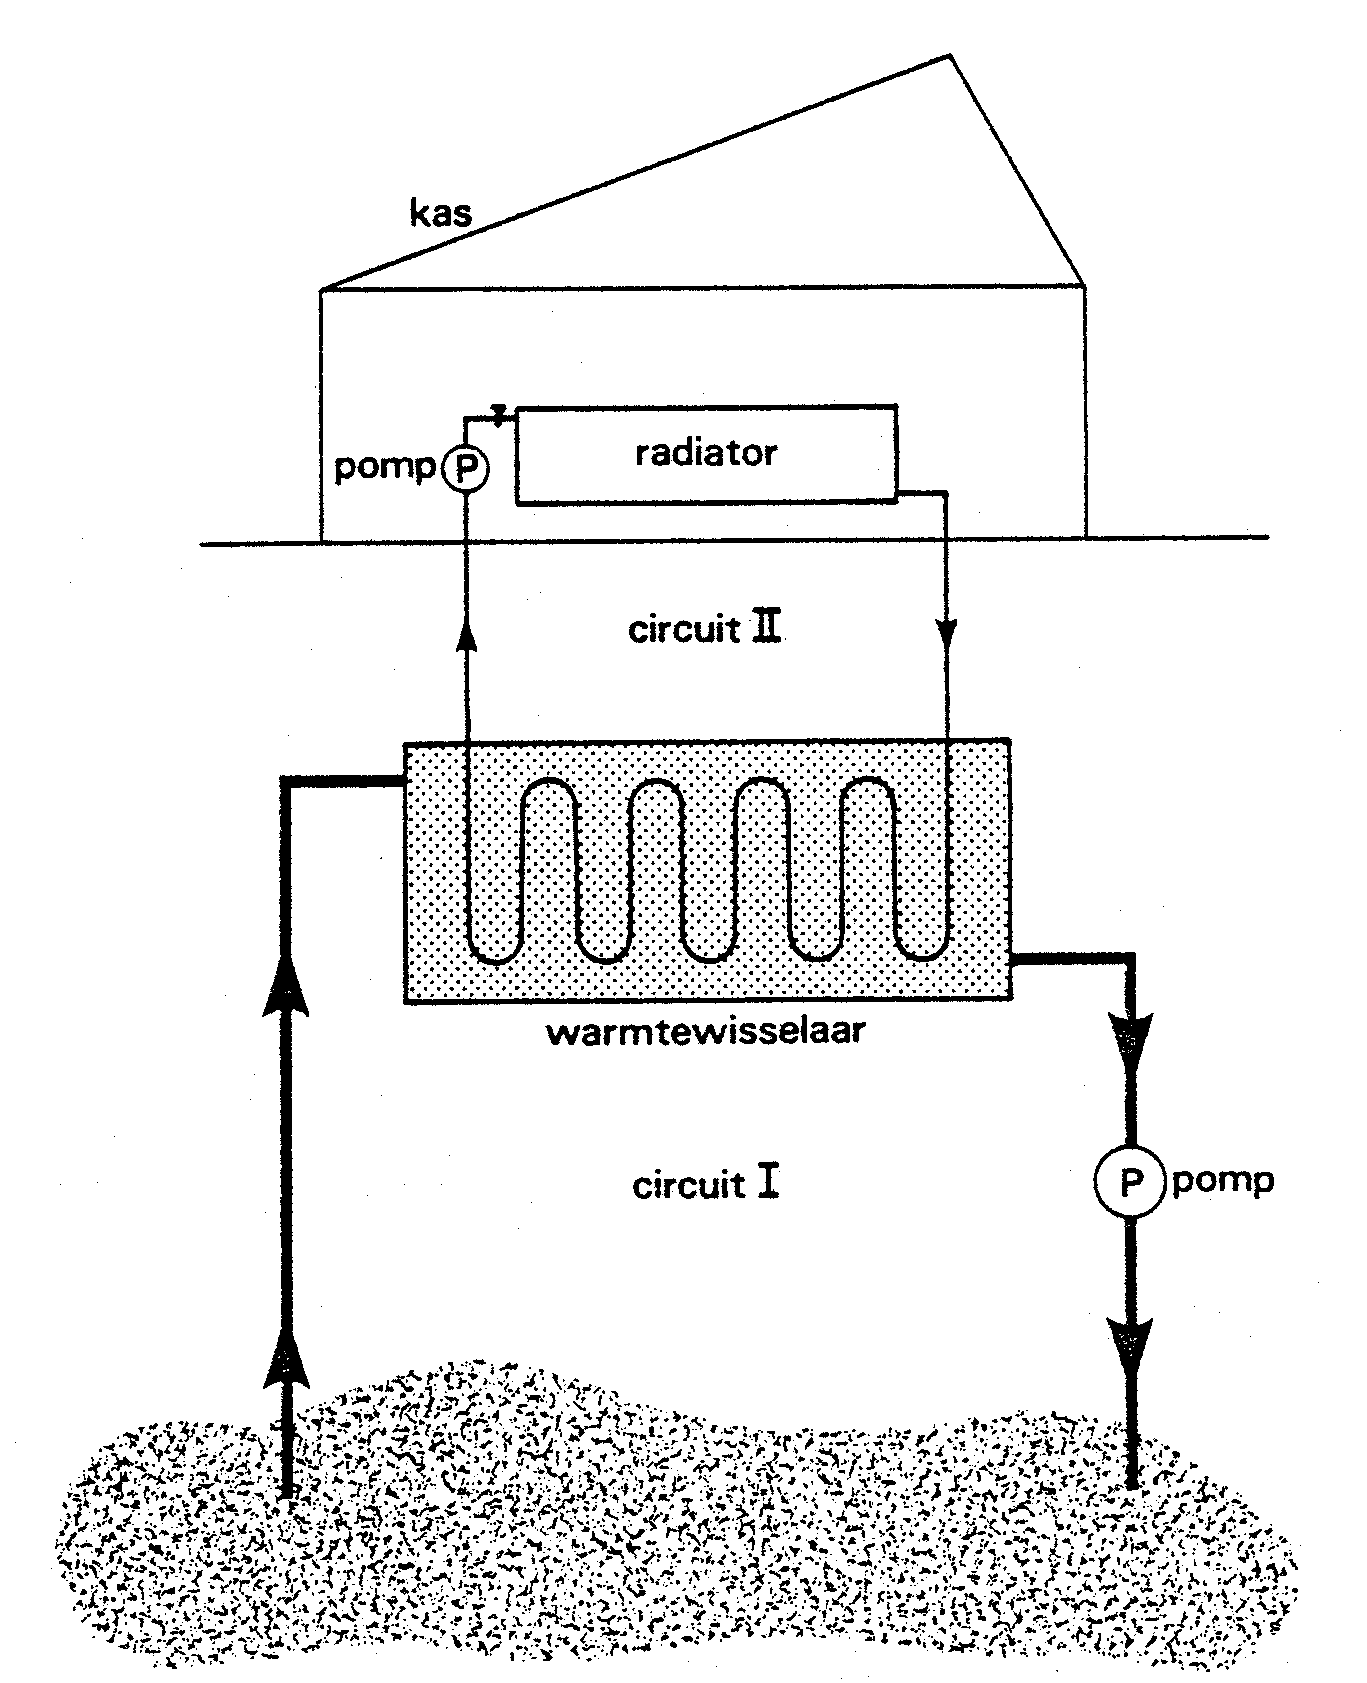 kas
pomp P
radiator
circuit II
warmtewisselaar
circuit I
P pomp